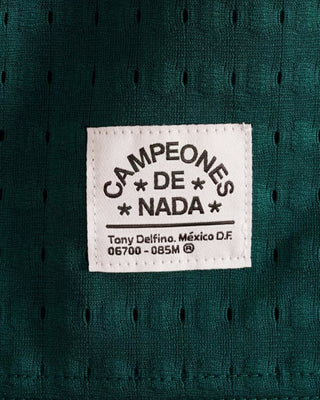 CAMPEONES
★ DE ★
★ NADA ★
Tony Delfino. México D.F.
06700 - 085M ®